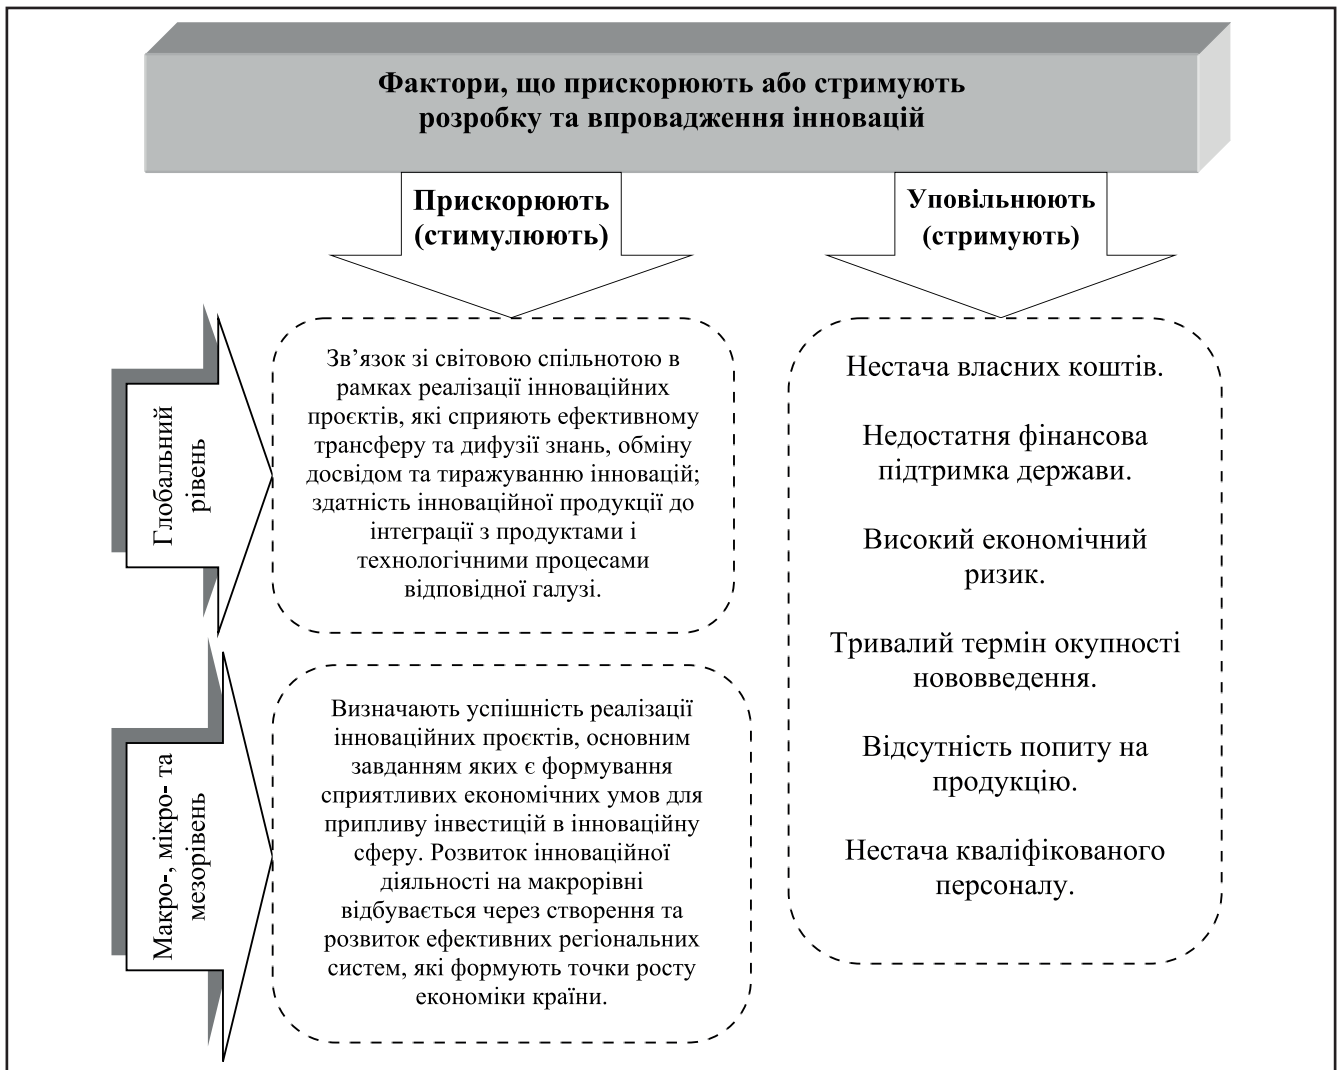 Фактори, що прискорюють або стримують
розробку та впровадження інновацій
Прискорюють
(стимулюють)
Уповільнюють
(стримують)
Глобальний
рівень
Зв’язок зі світовою спільнотою в
рамках реалізації інноваційних
проєктів, які сприяють ефективному
трансферу та дифузії знань, обміну
досвідом та тиражуванню інновацій;
здатність інноваційної продукції до
інтеграції з продуктами і
технологічними процесами
відповідної галузі.
Макро-, мікро- та
мезорівень
Визначають успішність реалізації
інноваційних проєктів, основним
завданням яких є формування
сприятливих економічних умов для
припливу інвестицій в інноваційну
сферу. Розвиток інноваційної
діяльності на макрорівні
відбувається через створення та
розвиток ефективних регіональних
систем, які формують точки росту
економіки країни.
Нестача власних коштів.
Недостатня фінансова
підтримка держави.
Високий економічний
ризик.
Тривалий термін окупності
нововведення.
Відсутність попиту на
продукцію.
Нестача кваліфікованого
персоналу.